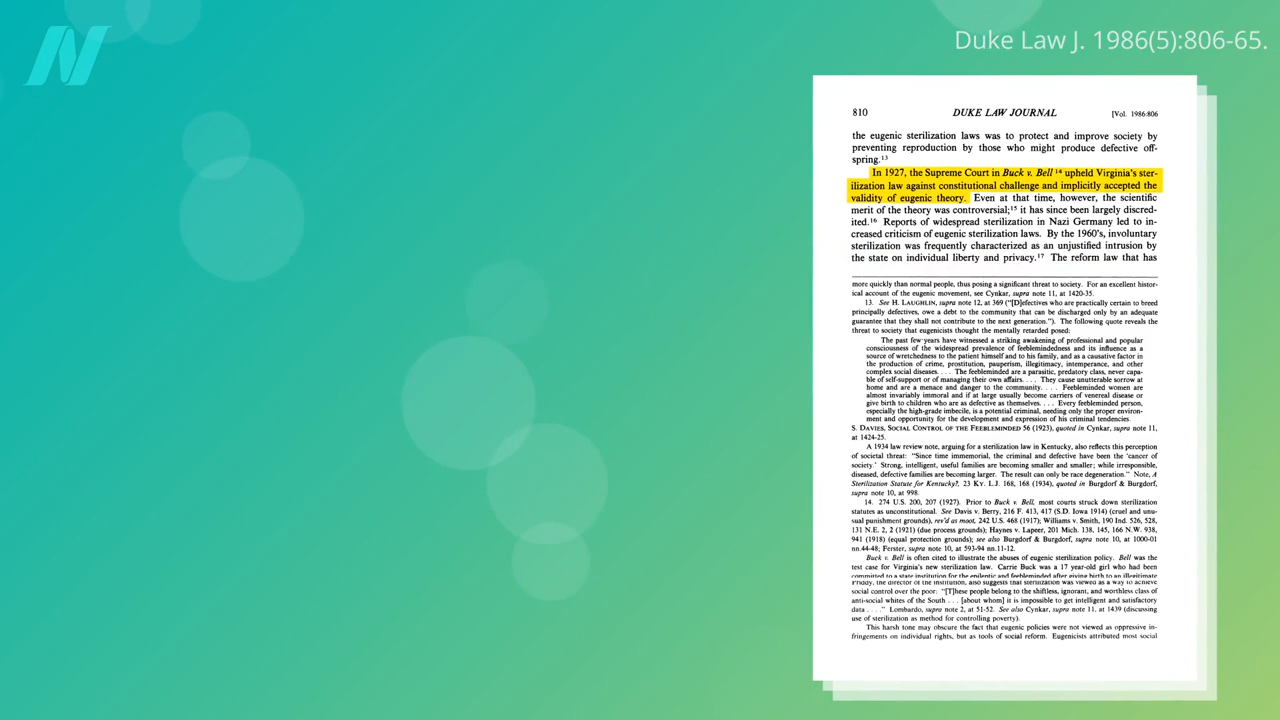 Duke Law J. 1986(5):806-65.
810 DUKE LAW JOURNAL [Vol. 1986:806
the eugenic sterilization laws was to protect and improve society by
preventing reproduction by those who might produce defective off-
spring.13
In 1927, the Supreme Court in Buck v. Bell 14 upheld Virginia's ster-
ilization law against constitutional challenge and implicitly accepted the
validity of eugenic theory. Even at that time, however, the scientific
merit of the theory was controversial;15 it has since been largely discred-
ited.16 Reports of widespread sterilization in Nazi Germany led to in-
creased criticism of eugenic sterilization laws. By the 1960's, involuntary
sterilization was frequently characterized as an unjustified intrusion by
the state on individual liberty and privacy.17 The reform law that has
more quickly than normal people, thus posing a significant threat to society. For an excellent histor-
ical account of the eugenic movement, see Cynkar, supra note 11, at 1420-35.
13. See H. LAUGHLIN, supra note 12, at 369 ("[D]efectives who are practically certain to breed
principally defectives, owe a debt to the community that can be discharged only by an adequate
guarantee that they shall not contribute to the next generation."). The following quote reveals the
threat to society that eugenicists thought the mentally retarded posed:
The past few years have witnessed a striking awakening of professional and popular
consciousness of the widespread prevalence of feeblemindedness and its influence as a
source of wretchedness to the patient himself and to his family, and as a causative factor in
the production of crime, prostitution, pauperism, illegitimacy, intemperance, and other
complex social diseases. . . . The feebleminded are a parasitic, predatory class, never capa-
ble of self-support or of managing their own affairs. . . . They cause unutterable sorrow at
home and are a menace and danger to the community. . . . Feebleminded women are
almost invariably immoral and if at large usually become carriers of venereal disease or
give birth to children who are as defective as themselves. . . . Every feebleminded person,
especially the high-grade imbecile, is a potential criminal, needing only the proper environ-
ment and opportunity for the development and expression of his criminal tendencies.
S. DAVIES, SOCIAL CONTROL OF THE FEEBLEMINDED 56 (1923), quoted in Cynkar, supra note 11,
at 1424-25.
A 1934 law review note, arguing for a sterilization law in Kentucky, also reflects this perception
of societal threat: "Since time immemorial, the criminal and defective have been the 'cancer of
society.' Strong, intelligent, useful families are becoming smaller and smaller; while irresponsible,
diseased, defective families are becoming larger. The result can only be race degeneration." Note, A
Sterilization Statute for Kentucky?, 23 KY. L.J. 168, 168 (1934), quoted in Burgdorf & Burgdorf,
supra note 10, at 998.
14. 274 U.S. 200, 207 (1927). Prior to Buck v. Bell, most courts struck down sterilization
statutes as unconstitutional. See Davis v. Berry, 216 F. 413, 417 (S.D. Iowa 1914) (cruel and unu-
sual punishment grounds), rev'd as moot, 242 U.S. 468 (1917); Williams v. Smith, 190 Ind. 526, 528,
131 N.E. 2, 2 (1921) (due process grounds); Haynes v. Lapeer, 201 Mich. 138, 145, 166 N.W. 938,
941 (1918) (equal protection grounds); see also Burgdorf & Burgdorf, supra note 10, at 1000-01
nn.44-48; Ferster, supra note 10, at 593-94 nn.11-12.
Buck v. Bell is often cited to illustrate the abuses of eugenic sterilization policy. Bell was the
test case for Virginia's new sterilization law. Carrie Buck was a 17 year-old girl who had been
committed to a state institution for the epileptic and feebleminded after giving birth to an illegitimate
Priddy, the director of the institution, also suggests that sterilization was viewed as a way to achieve
social control over the poor: "[T]hese people belong to the shiftless, ignorant, and worthless class of
anti-social whites of the South . . . [about whom] it is impossible to get intelligent and satisfactory
data . . . ." Lombardo, supra note 2, at 51-52. See also Cynkar, supra note 11, at 1439 (discussing
use of sterilization as method for controlling poverty).
This harsh tone may obscure the fact that eugenic policies were not viewed as oppressive in-
fringements on individual rights, but as tools of social reform. Eugenicists attributed most social